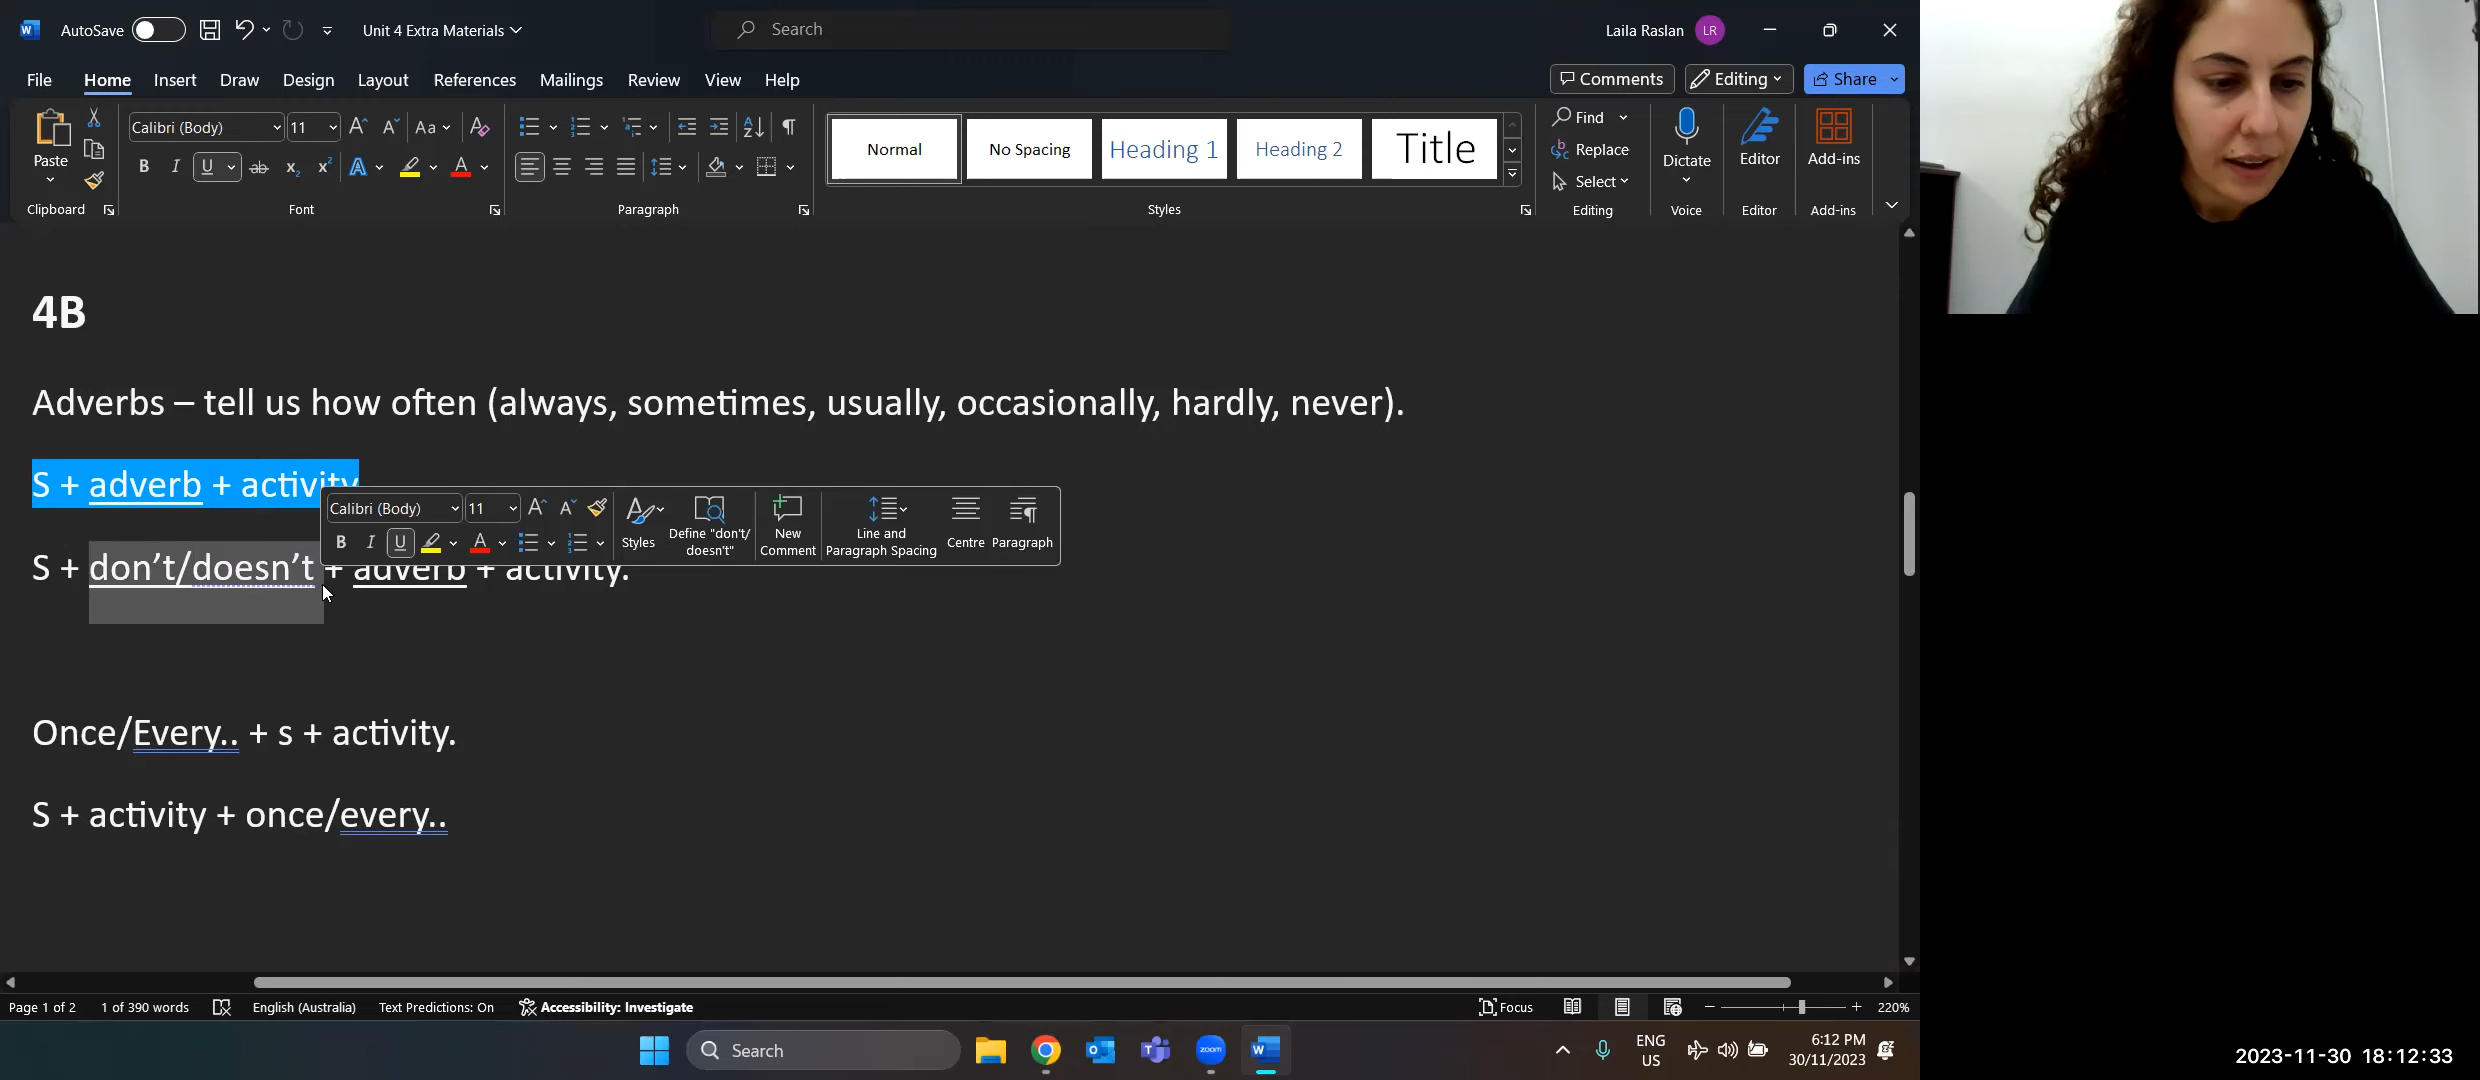 AutoSave
Unit 4 Extra Materials
Search
Laila Raslan LR
File Home Insert Draw Design Layout References Mailings Review View Help
Comments Editing Share
Paste
Calibri (Body) 11
Clipboard
Font
Paragraph
Normal
No Spacing
Heading 1
Heading 2
Title
Styles
Find
Replace
Select
Editing
Dictate
Voice
Editor
Editor
Add-ins
Add-ins
4B
Adverbs – tell us how often (always, sometimes, usually, occasionally, hardly, never).
S + adverb + activity
Calibri (Body) 11
Styles
Define "don't/doesn't"
New Comment
Line and Paragraph Spacing
Centre
Paragraph
S + don't/doesn't + adverb + activity.
Once/Every.. + s + activity.
S + activity + once/every..
Page 1 of 2 1 of 390 words English (Australia) Text Predictions: On Accessibility: Investigate Focus 220%
Search
zoom
ENG
US
6:12 PM
30/11/2023
2023-11-30 18:12:33